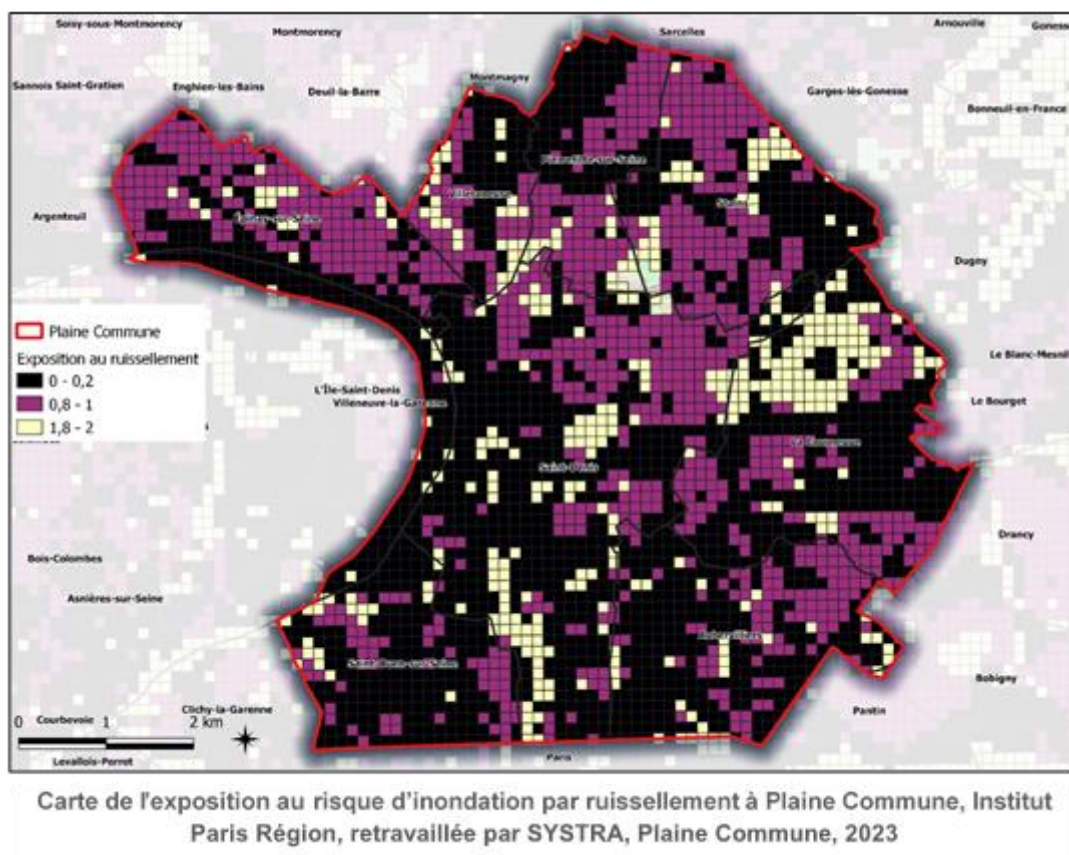 Soisy-sous-Montmorency
Montmorency
Sarcelles
Arnouville
Gonesse
Sannois Saint-Gratien
Enghien-les-Bains
Deuil-la-Barre
Montmagny
Garges-lès-Gonesse
Bonneuil-en-France
Pierrefitte-sur-Seine
Villetaneuse
Stains
Argenteuil
Épinay-sur-Seine
Dugny
Plaine Commune
Exposition au ruissellement
0 - 0,2
0,8 - 1
1,8 - 2
L'Île-Saint-Denis
Villeneuve-la-Garenne
Le Blanc-Mesnil
Le Bourget
La Courneuve
Saint-Denis
Drancy
Bois-Colombes
Asnières-sur-Seine
Aubervilliers
Saint-Ouen-sur-Seine
Bobigny
Clichy-la-Garenne
Pantin
Courbevoie
0 1 2 km
Levallois-Perret
Paris
Carte de l'exposition au risque d'inondation par ruissellement à Plaine Commune, Institut
Paris Région, retravaillée par SYSTRA, Plaine Commune, 2023